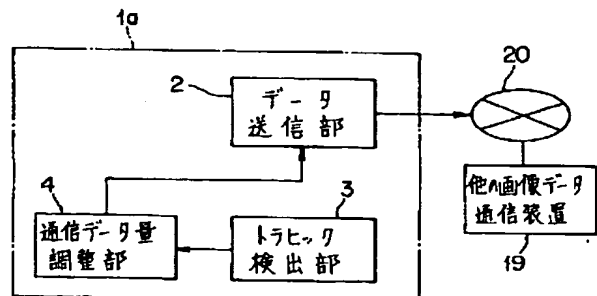 1a
2
データ
送信部
20
4
通信データ量
調整部
3
トラヒック
検出部
他の画像データ
通信装置
19